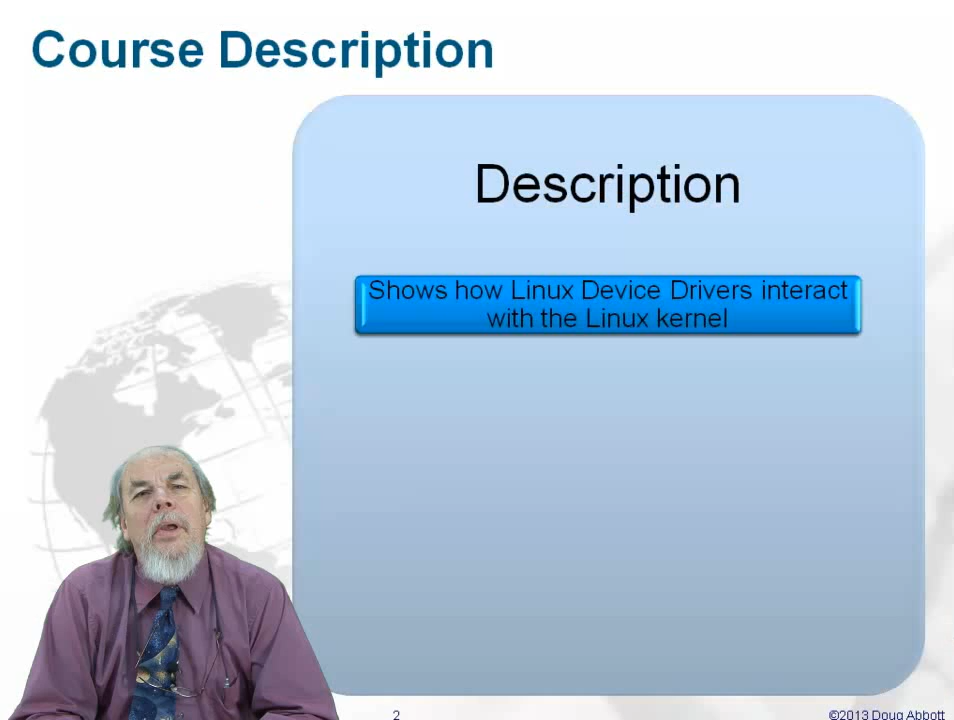 Course Description
Description
Shows how Linux Device Drivers interact
with the Linux kernel
2
©2013 Doug Abbott